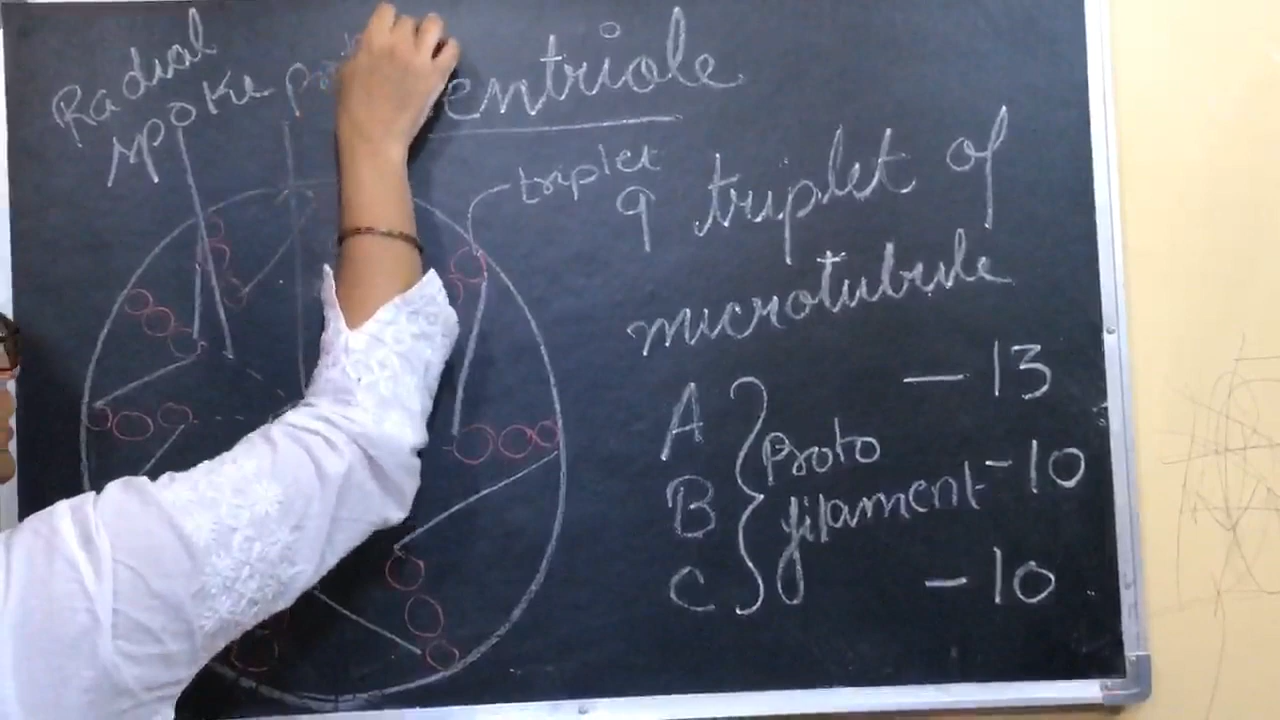 Radial
spoke
entriole
triplet
9 triplet of
microtubule
A - 13
B Proto filament - 10
C - 10